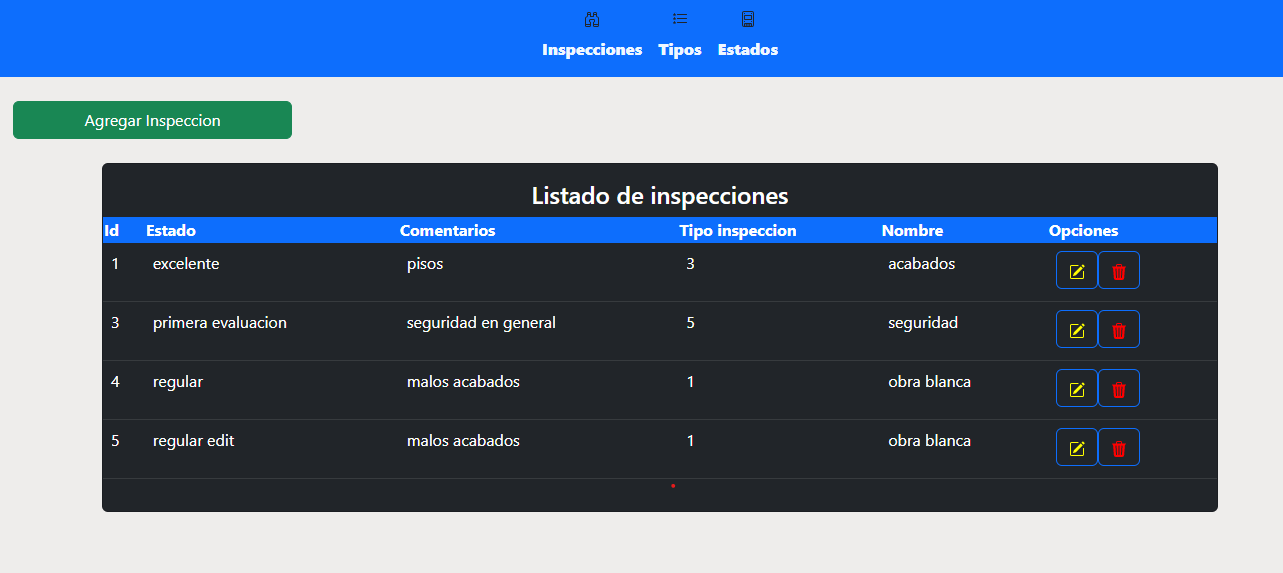 Inspecciones Tipos Estados
Agregar Inspeccion
Listado de inspecciones
Id Estado Comentarios Tipo inspeccion Nombre Opciones
1 excelente pisos 3 acabados
3 primera evaluacion seguridad en general 5 seguridad
4 regular malos acabados 1 obra blanca
5 regular edit malos acabados 1 obra blanca